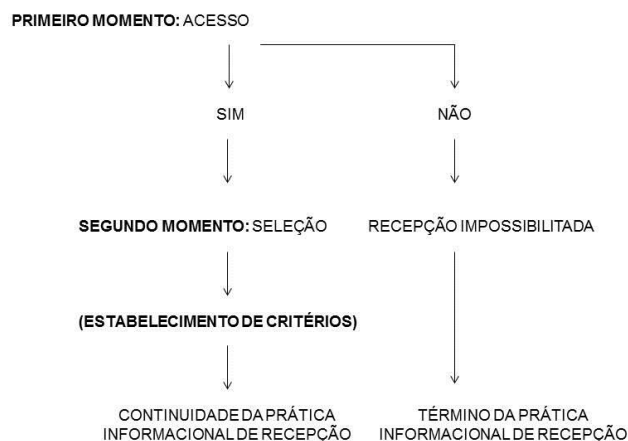 PRIMEIRO MOMENTO: ACESSO
SIM
NÃO
SEGUNDO MOMENTO: SELEÇÃO
RECEPÇÃO IMPOSSIBILITADA
(ESTABELECIMENTO DE CRITÉRIOS)
CONTINUIDADE DA PRÁTICA
INFORMACIONAL DE RECEPÇÃO
TÉRMINO DA PRÁTICA
INFORMACIONAL DE RECEPÇÃO